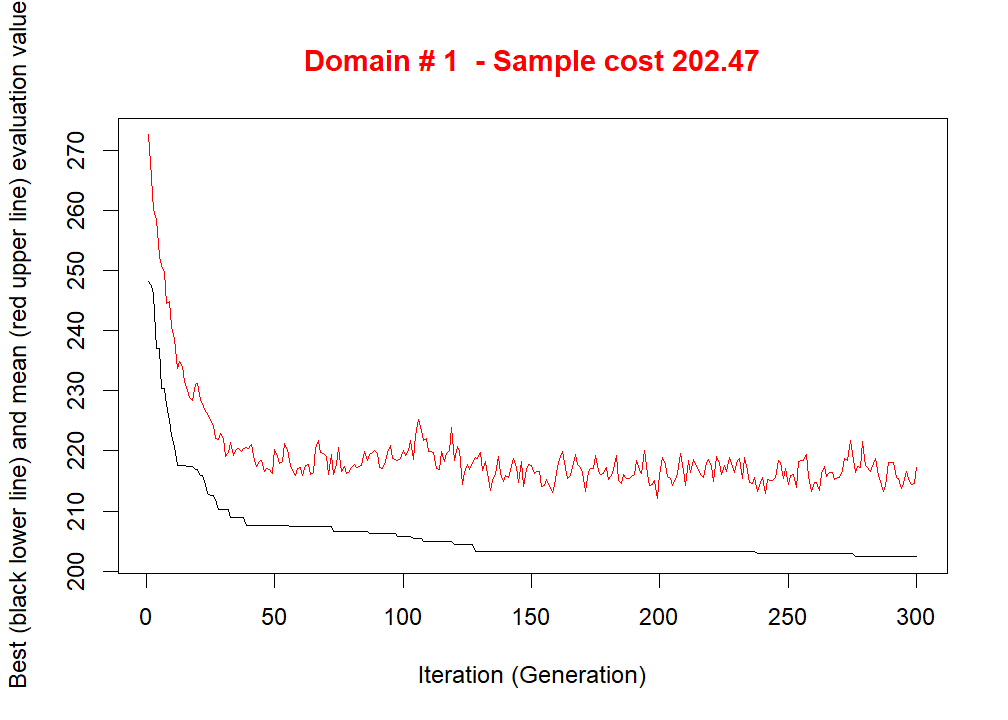 Domain # 1  - Sample cost 202.47
Best (black lower line) and mean (red upper line) evaluation value
270
260
250
240
230
220
210
200
0 50 100 150 200 250 300
Iteration (Generation)